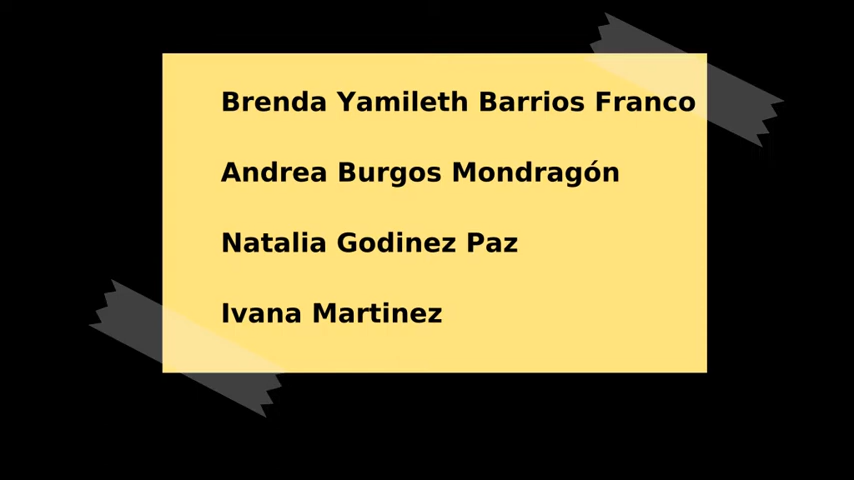 Brenda Yamileth Barrios Franco
Andrea Burgos Mondragón
Natalia Godinez Paz
Ivana Martinez